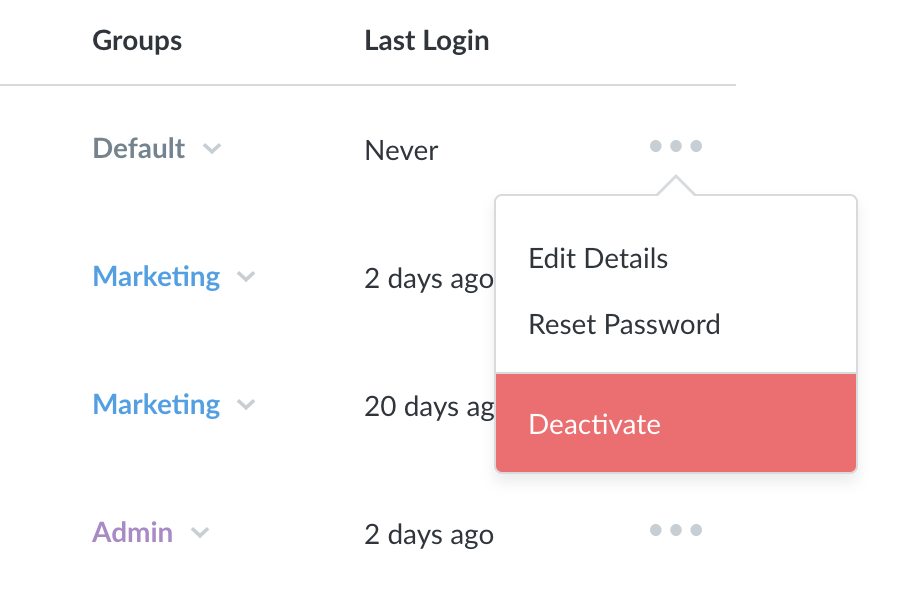 Groups Last Login
Default Never
Edit Details
Marketing 2 days ago
Reset Password
Marketing 20 days ag
Deactivate
Admin 2 days ago